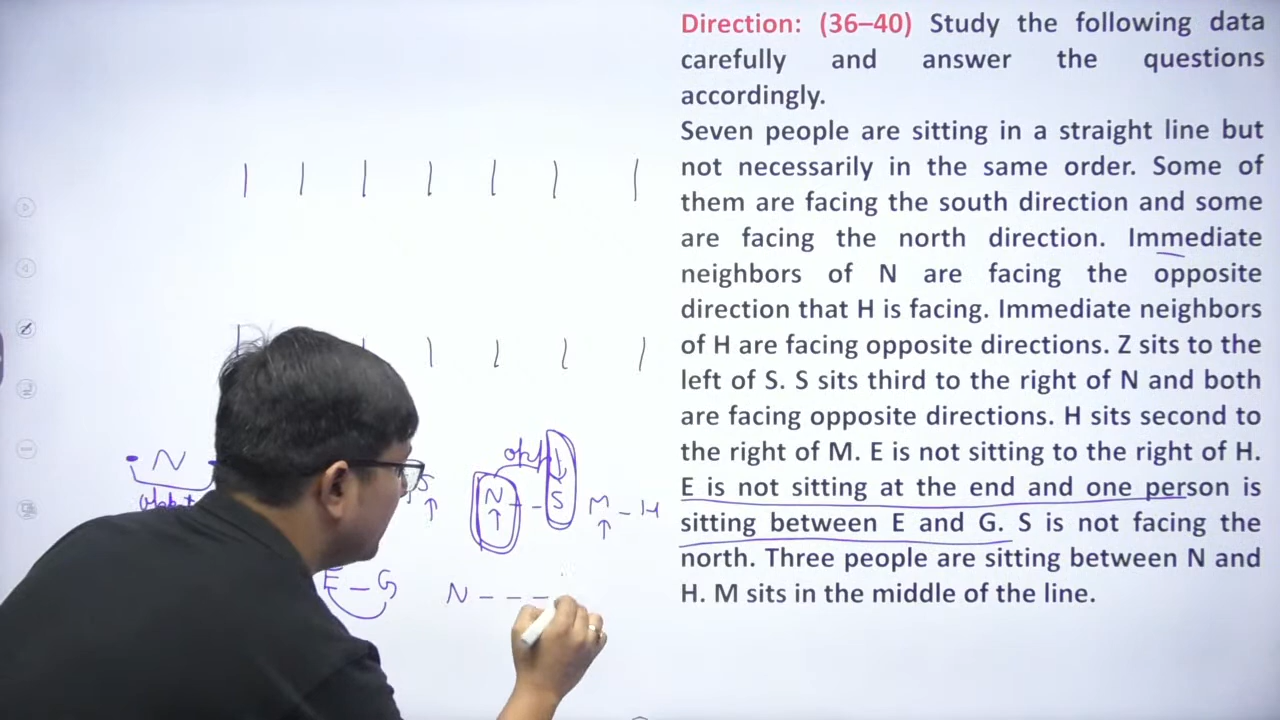 Direction: (36–40) Study the following data
carefully and answer the questions
accordingly.
Seven people are sitting in a straight line but
not necessarily in the same order. Some of
them are facing the south direction and some
are facing the north direction. Immediate
neighbors of N are facing the opposite
direction that H is facing. Immediate neighbors
of H are facing opposite directions. Z sits to the
left of S. S sits third to the right of N and both
are facing opposite directions. H sits second to
the right of M. E is not sitting to the right of H.
E is not sitting at the end and one person is
sitting between E and G. S is not facing the
north. Three people are sitting between N and
H. M sits in the middle of the line.
N
opp
S
N - - S
M - H
E - G
N - - -